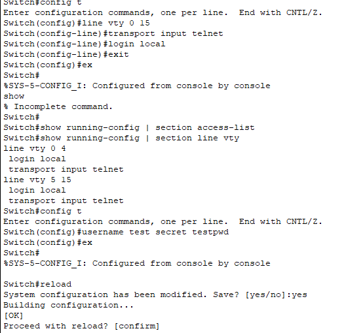 Switch#config t
Enter configuration commands, one per line.  End with CNTL/Z.
Switch(config)#line vty 0 15
Switch(config-line)#transport input telnet
Switch(config-line)#login local
Switch(config-line)#exit
Switch(config)#ex
Switch#
%SYS-5-CONFIG_I: Configured from console by console
show
% Incomplete command.
Switch#
Switch#show running-config | section access-list
Switch#show running-config | section line vty
line vty 0 4
 login local
 transport input telnet
line vty 5 15
 login local
 transport input telnet
Switch#config t
Enter configuration commands, one per line.  End with CNTL/Z.
Switch(config)#username test secret testpwd
Switch(config)#ex
Switch#
%SYS-5-CONFIG_I: Configured from console by console

Switch#reload
System configuration has been modified. Save? [yes/no]:yes
Building configuration...
[OK]
Proceed with reload? [confirm]